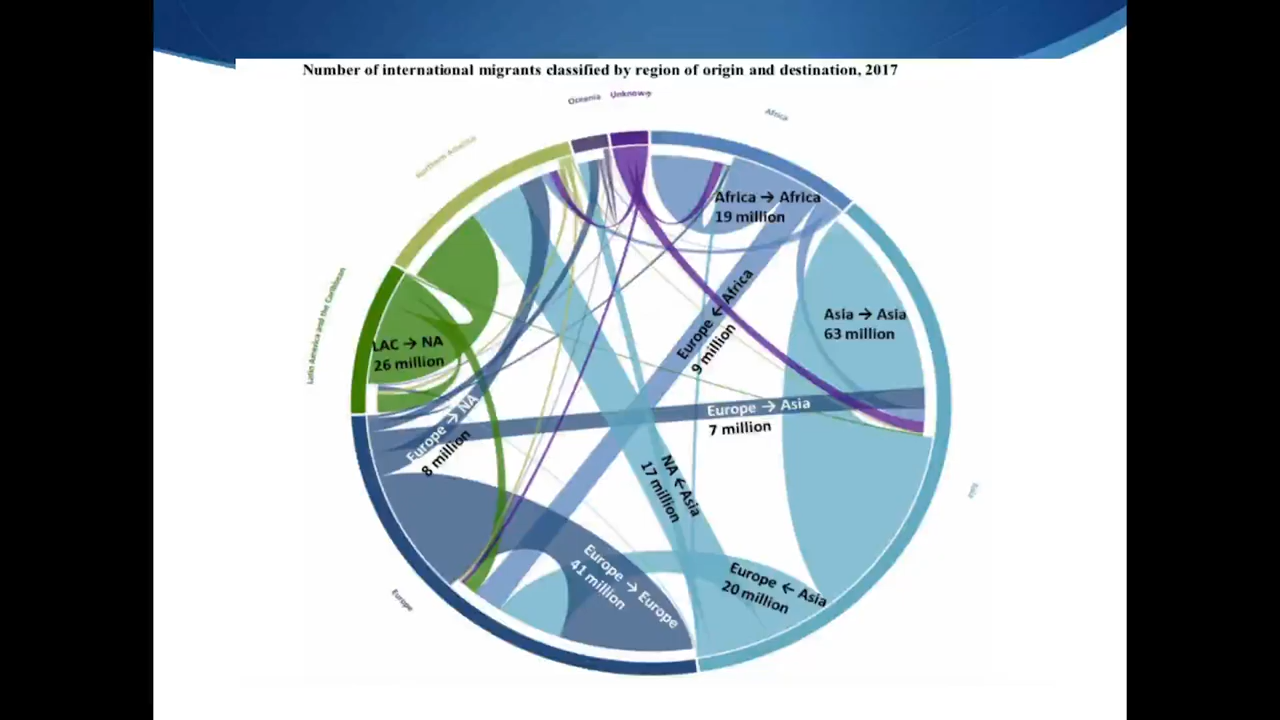 Number of international migrants classified by region of origin and destination, 2017
Oceania
Unknown
Africa
Northern America
Africa → Africa
19 million
Latin America and the Caribbean
Europe ← Africa
9 million
Asia → Asia
63 million
LAC → NA
26 million
Europe → NA
8 million
Europe → Asia
7 million
NA ← Asia
17 million
Asia
Europe → Europe
41 million
Europe ← Asia
20 million
Europe